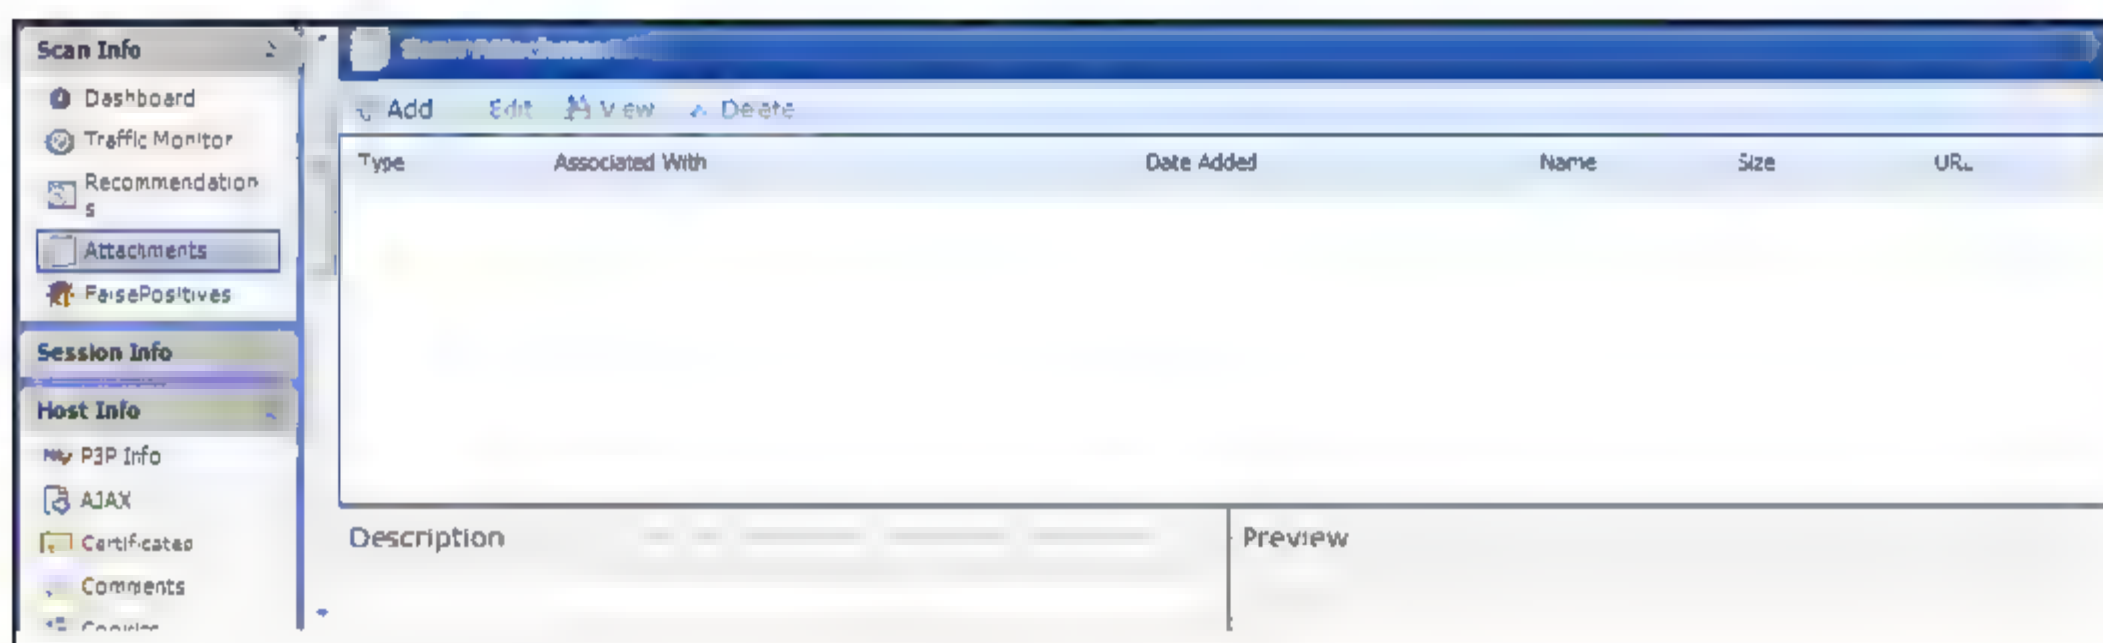 Scan Info
Dashboard
Traffic Monitor
Recommendation
s
Attachments
FalsePositives
Session Info
Host Info
P3P Info
AJAX
Certificates
Comments
Cookies
Add Edit View Delete
Type Associated With Date Added Name Size URL
Description
Preview